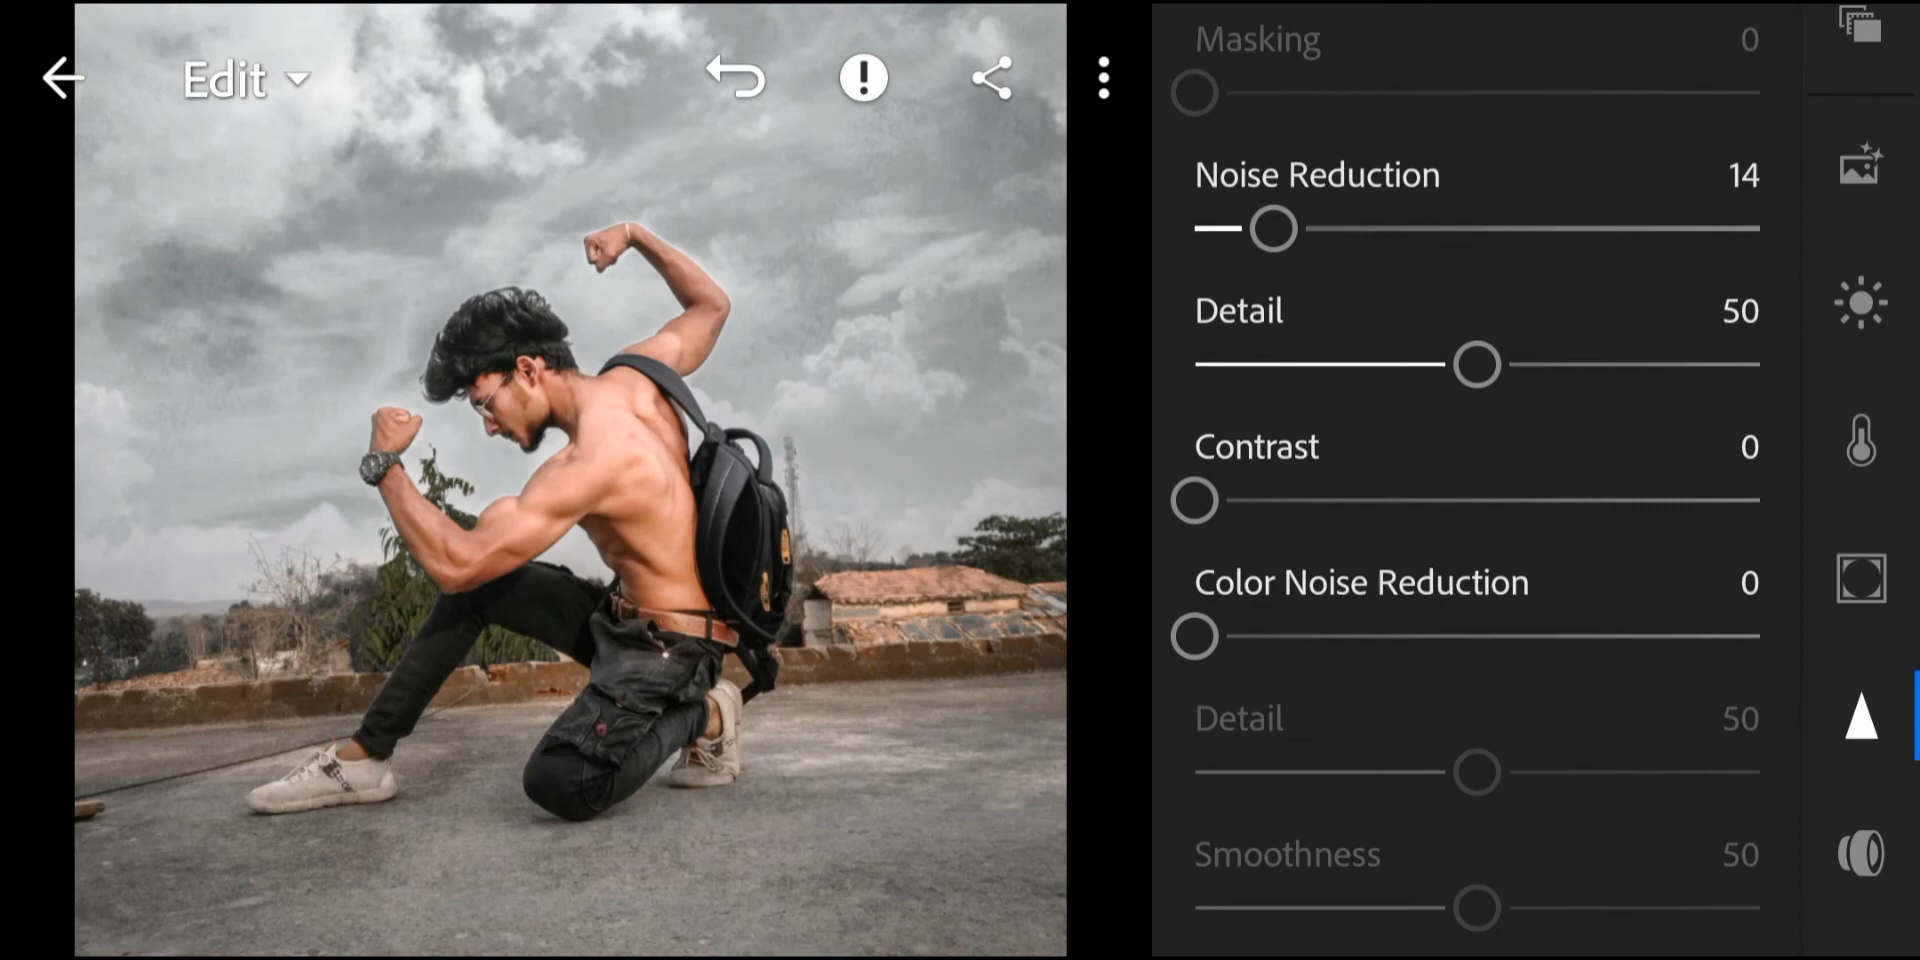 Edit
Masking 0
Noise Reduction 14
Detail 50
Contrast 0
Color Noise Reduction 0
Detail 50
Smoothness 50